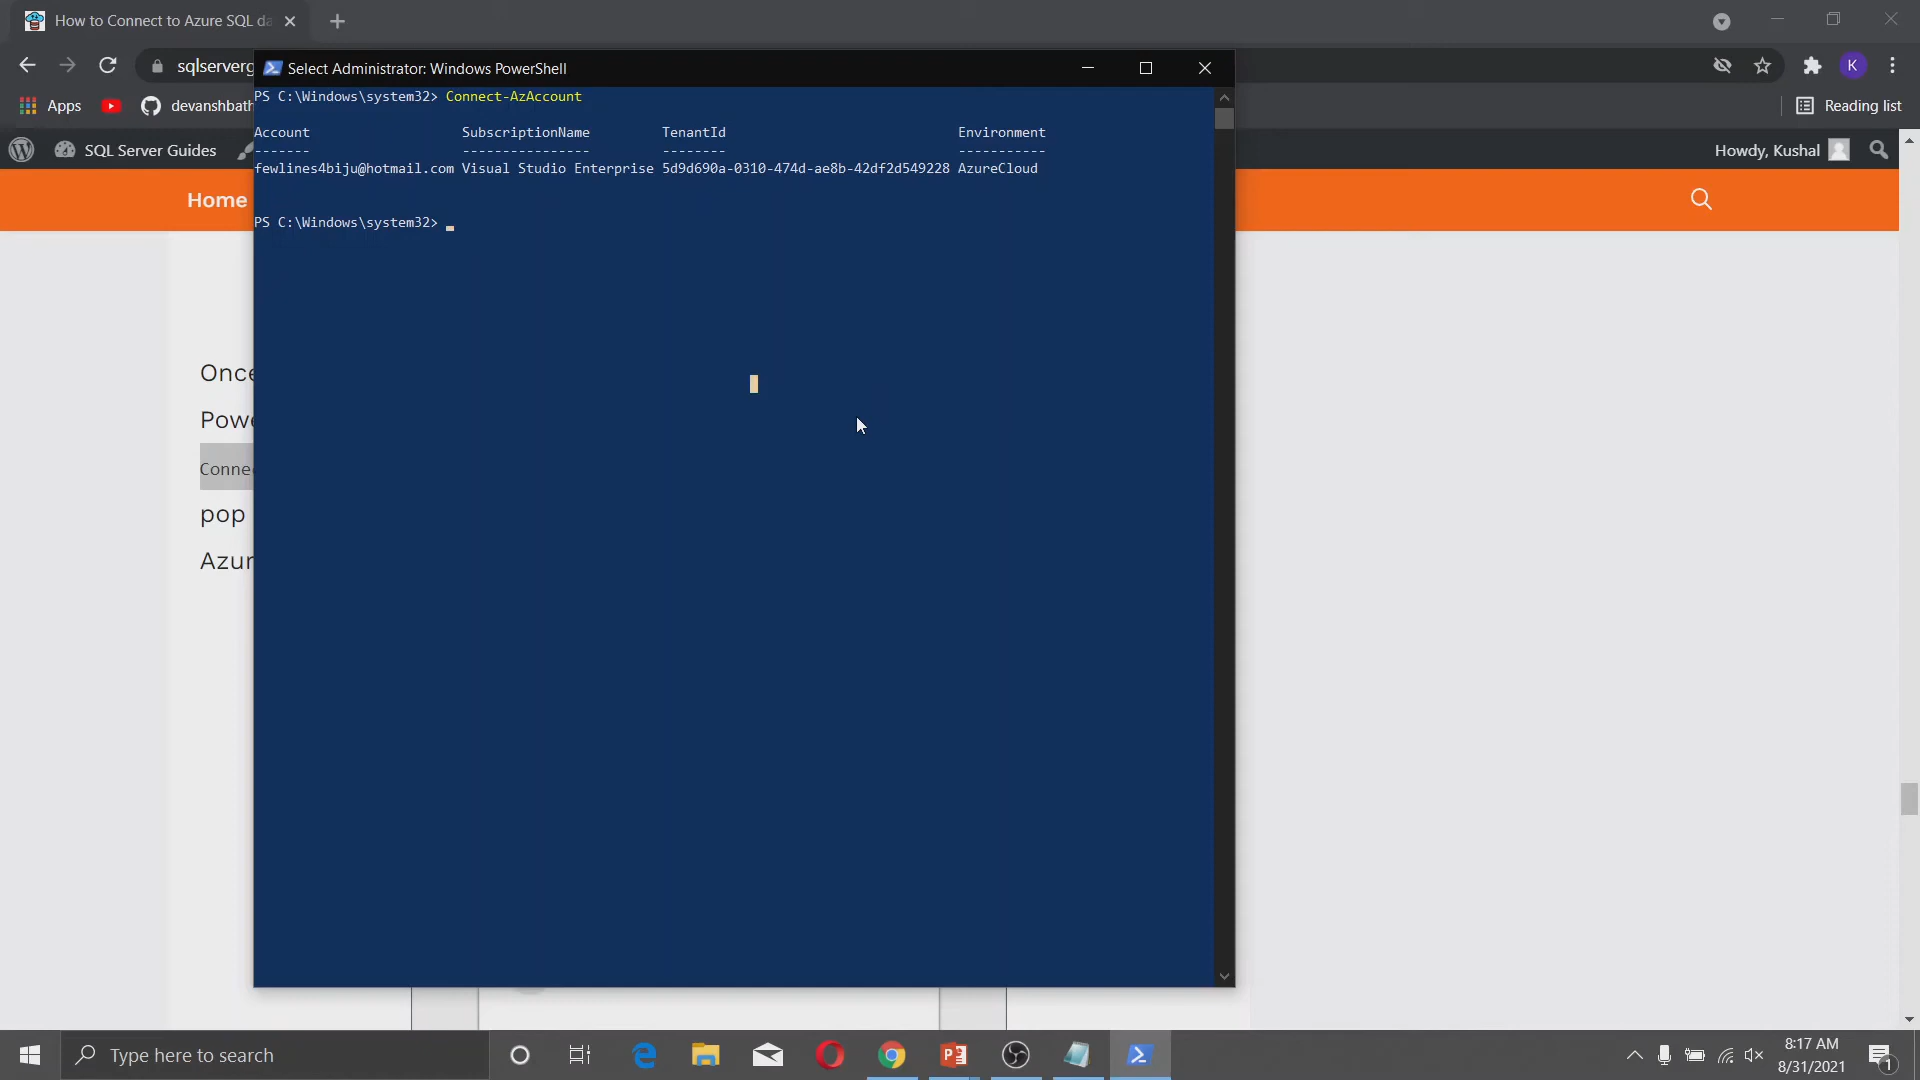 How to Connect to Azure SQL da
sqlserverg
K
Apps
devanshbath
Reading list
SQL Server Guides
Howdy, Kushal
Home
Select Administrator: Windows PowerShell
PS C:\Windows\system32> Connect-AzAccount
Account SubscriptionName TenantId Environment
------- ---------------- -------- -----------
fewlines4biju@hotmail.com Visual Studio Enterprise 5d9d690a-0310-474d-ae8b-42df2d549228 AzureCloud
PS C:\Windows\system32>
Once
Powe
Connec
pop
Azur
Type here to search
8:17 AM
8/31/2021
1